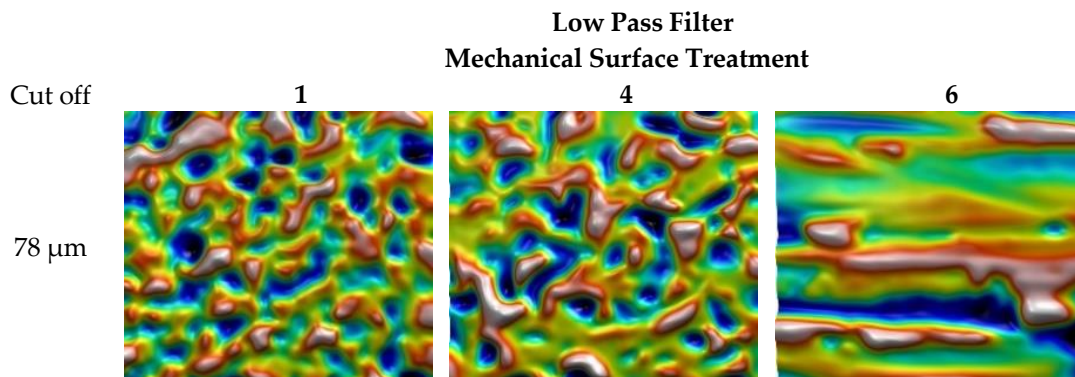 Low Pass Filter
Mechanical Surface Treatment
Cut off 1 4 6
78 µm